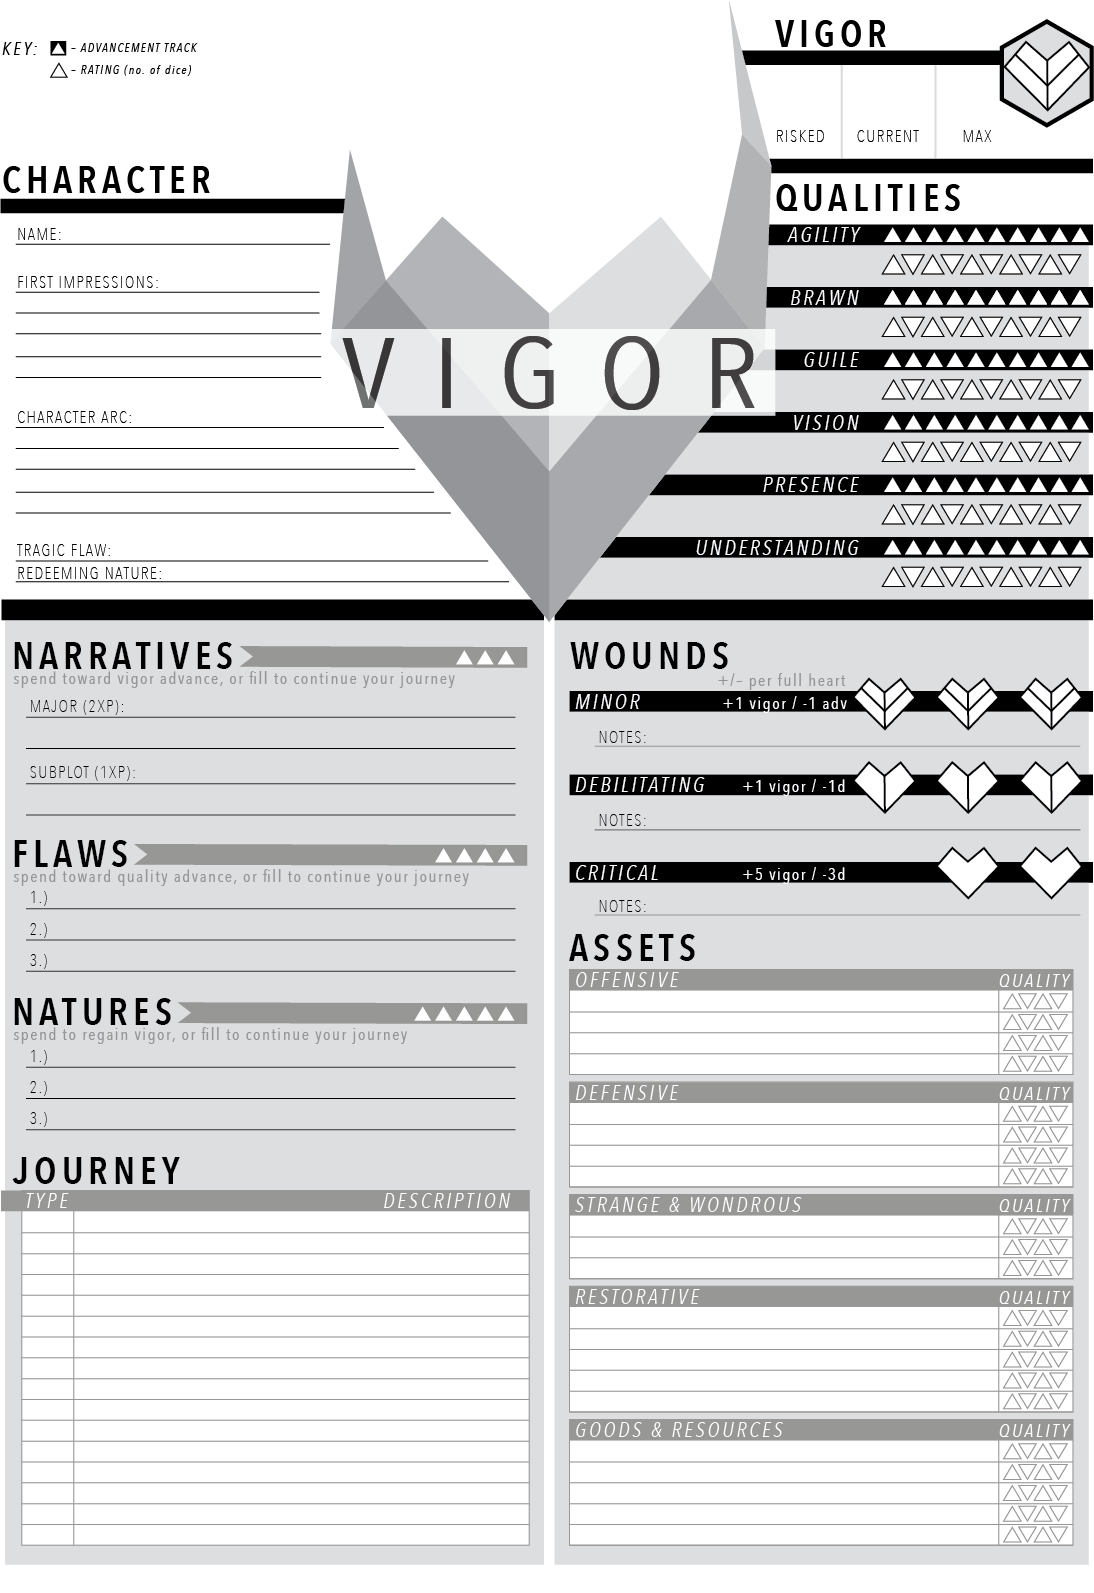 KEY:
– ADVANCEMENT TRACK
– RATING (no. of dice)
VIGOR
RISKED
CURRENT
MAX
CHARACTER
NAME:
FIRST IMPRESSIONS:
CHARACTER ARC:
TRAGIC FLAW:
REDEEMING NATURE:
VIGOR
QUALITIES
AGILITY
BRAWN
GUILE
VISION
PRESENCE
UNDERSTANDING
NARRATIVES
spend toward vigor advance, or fill to continue your journey
MAJOR (2XP):
SUBPLOT (1XP):
FLAWS
spend toward quality advance, or fill to continue your journey
1.)
2.)
3.)
NATURES
spend to regain vigor, or fill to continue your journey
1.)
2.)
3.)
JOURNEY
TYPE DESCRIPTION
WOUNDS
+/– per full heart
MINOR +1 vigor / -1 adv
NOTES:
DEBILITATING +1 vigor / -1d
NOTES:
CRITICAL +5 vigor / -3d
NOTES:
ASSETS
OFFENSIVE QUALITY
DEFENSIVE QUALITY
STRANGE & WONDROUS QUALITY
RESTORATIVE QUALITY
GOODS & RESOURCES QUALITY